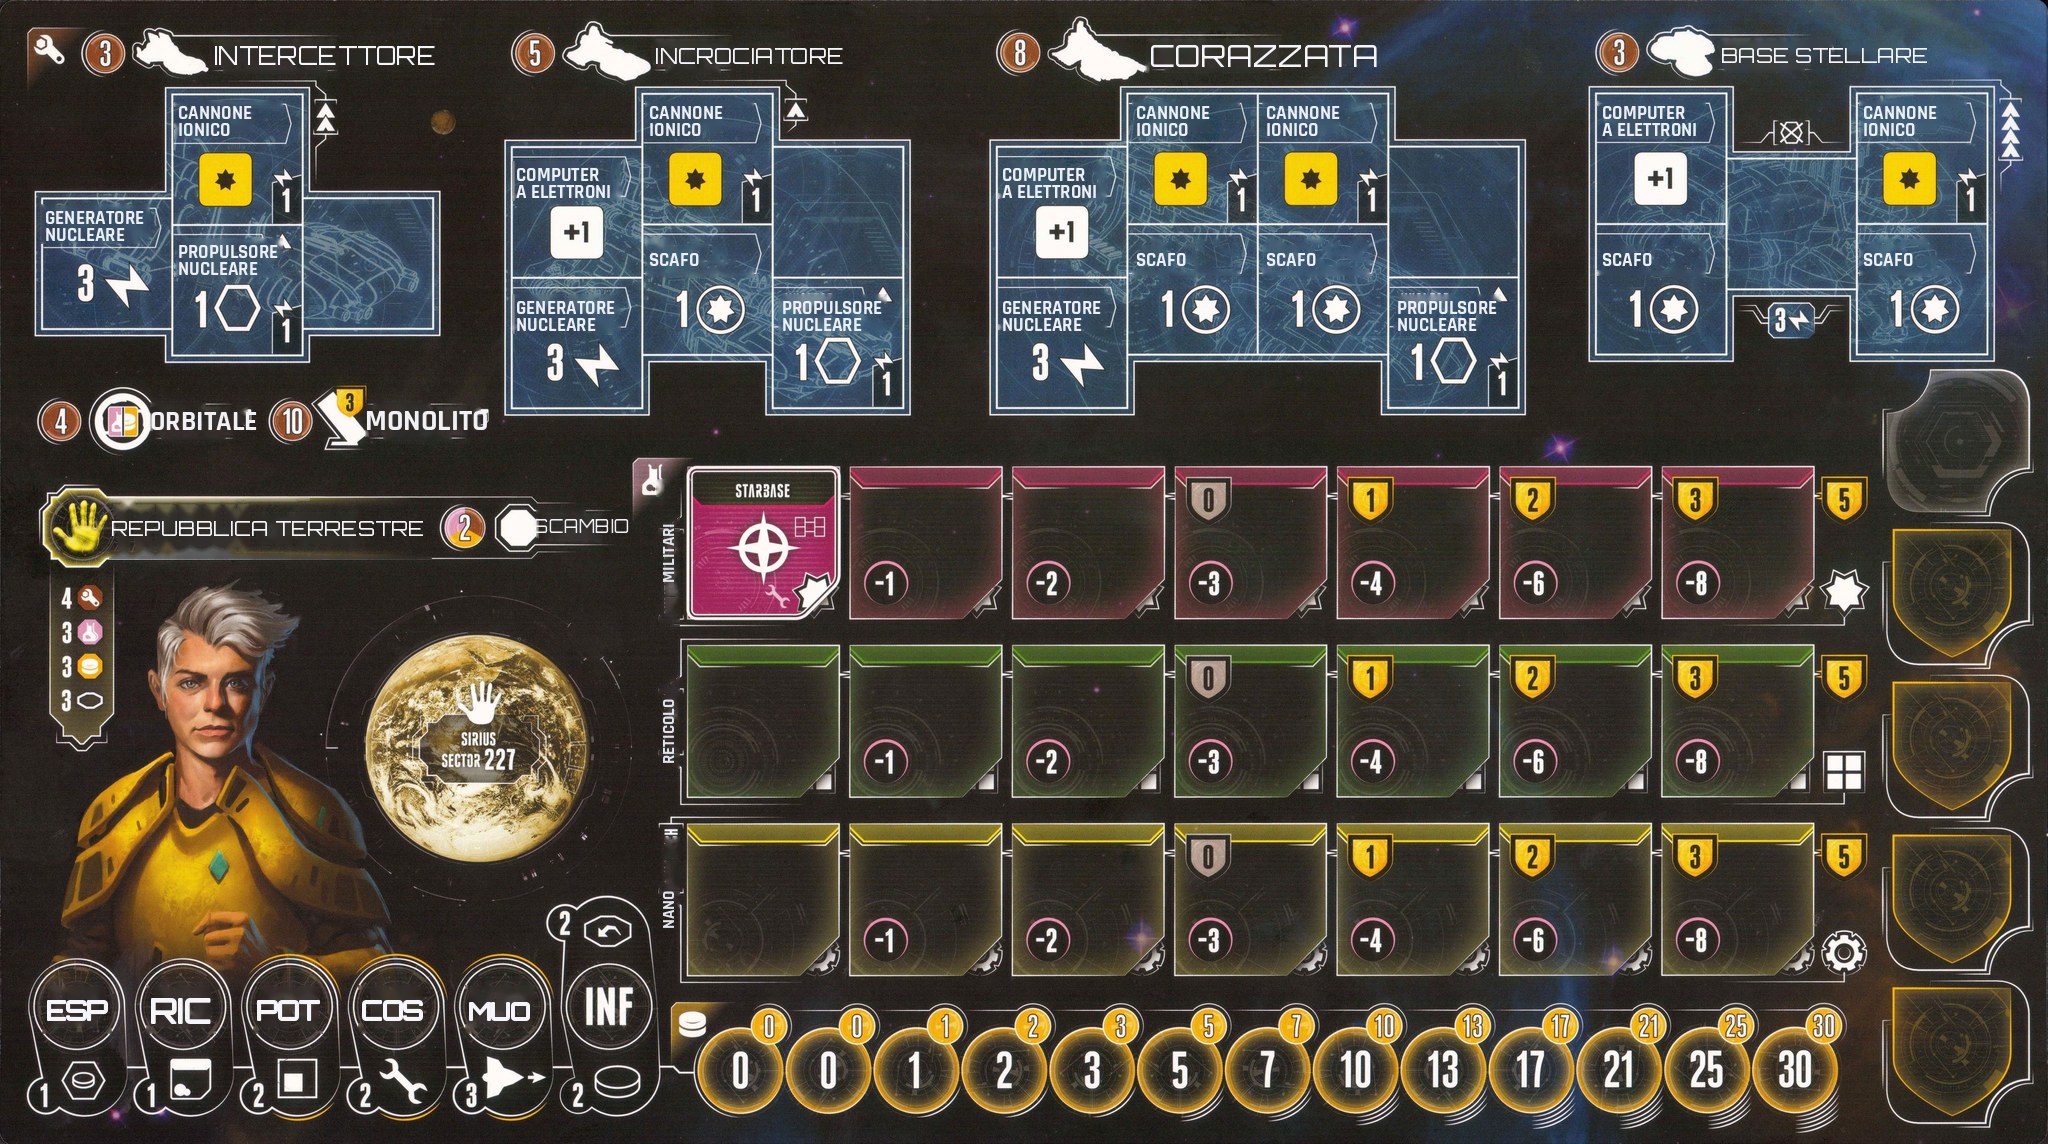 3 INTERCETTORE
5 INCROCIATORE
8 CORAZZATA
3 BASE STELLARE
CANNONE
IONICO
1
GENERATORE
NUCLEARE
3
PROPULSORE
NUCLEARE
1
1
CANNONE
IONICO
1
COMPUTER
A ELETTRONI
+1
SCAFO
1
GENERATORE
NUCLEARE
3
PROPULSORE
NUCLEARE
1
1
CANNONE
IONICO
1
CANNONE
IONICO
1
COMPUTER
A ELETTRONI
+1
SCAFO
1
SCAFO
1
GENERATORE
NUCLEARE
3
PROPULSORE
NUCLEARE
1
1
COMPUTER
A ELETTRONI
+1
CANNONE
IONICO
1
SCAFO
1
3
SCAFO
1
4 ORBITALE 10 3 MONOLITO
REPUBBLICA TERRESTRE 2 SCAMBIO
4
3
3
3
SIRIUS
SECTOR 227
MILITARI
STARBASE
0 1 2 3 5
-1 -2 -3 -4 -6 -8
RETICOLO
0 1 2 3 5
-1 -2 -3 -4 -6 -8
NANO
0 1 2 3 5
-1 -2 -3 -4 -6 -8
2
ESP RIC POT COS MUO INF
1 1 2 2 3 2
0 0 1 2 3 5 7 10 13 17 21 25 30
0 0 1 2 3 5 7 10 13 17 21 25 30